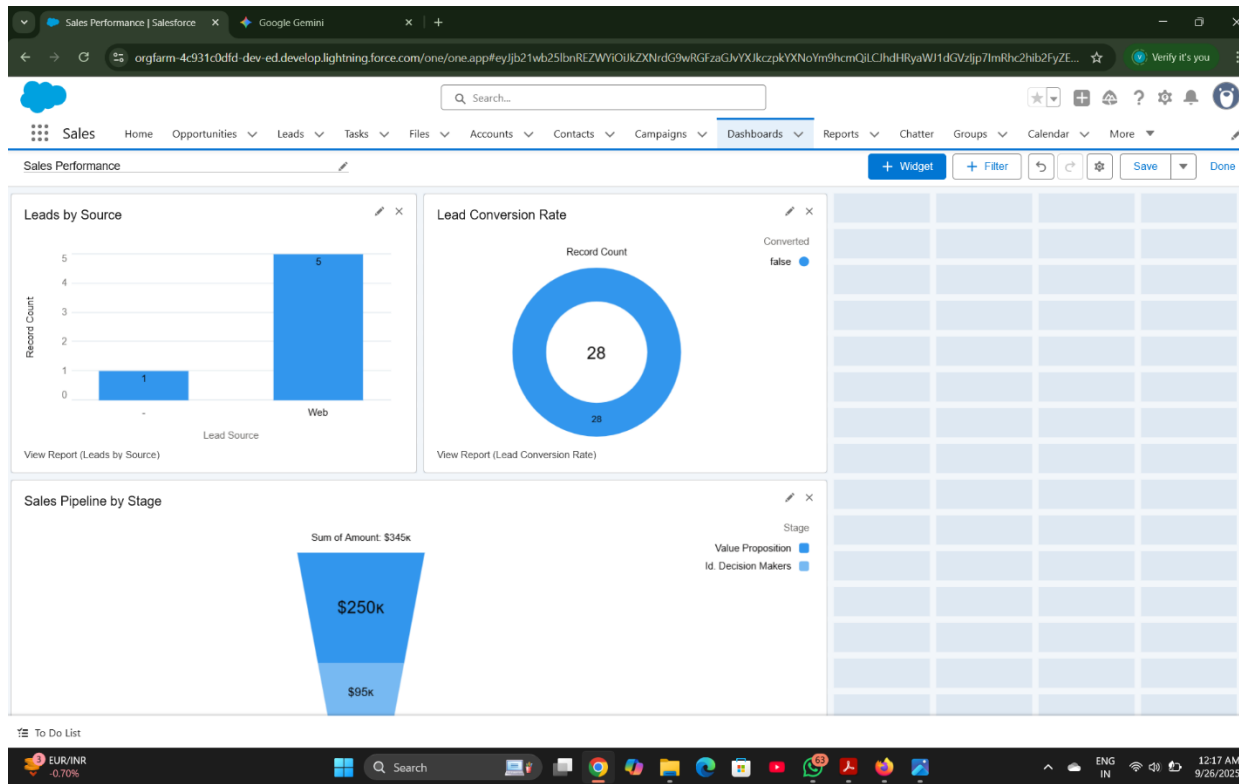 Sales Performance | Salesforce
Google Gemini
orgfarm-4c931c0dfd-dev-ed.develop.lightning.force.com/one/one.app#eyJjb21wb25lbnREZWYiOiJkZXNrdG9wRGFzaGJvYXJkczpkYXNoYm9hcmQiLCJhdHRyaWJ1dGVzIjp7ImRhc2hib2FyZE...
Verify it's you
Search...
Sales Home Opportunities Leads Tasks Files Accounts Contacts Campaigns Dashboards Reports Chatter Groups Calendar More
Sales Performance
+ Widget + Filter Save Done
Leads by Source
Record Count
5
4
3
2
1
0
1
5
- Web
Lead Source
View Report (Leads by Source)
Lead Conversion Rate
Record Count
Converted
false
28
28
View Report (Lead Conversion Rate)
Sales Pipeline by Stage
Sum of Amount: $345K
Stage
Value Proposition
Id. Decision Makers
$250K
$95K
To Do List
3
EUR/INR
-0.70%
Search
63
ENG
IN
12:17 AM
9/26/2025